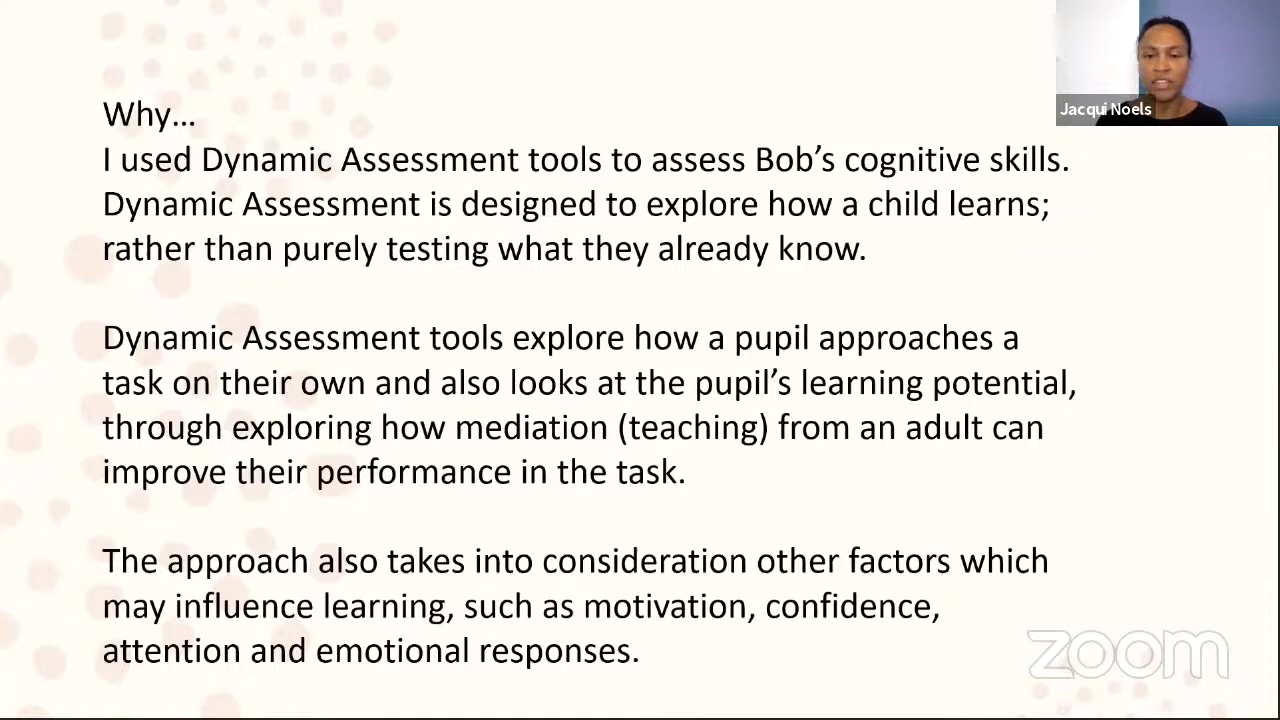 Jacqui Noels
Why...
I used Dynamic Assessment tools to assess Bob’s cognitive skills.
Dynamic Assessment is designed to explore how a child learns;
rather than purely testing what they already know.
Dynamic Assessment tools explore how a pupil approaches a
task on their own and also looks at the pupil’s learning potential,
through exploring how mediation (teaching) from an adult can
improve their performance in the task.
The approach also takes into consideration other factors which
may influence learning, such as motivation, confidence,
attention and emotional responses.
zoom